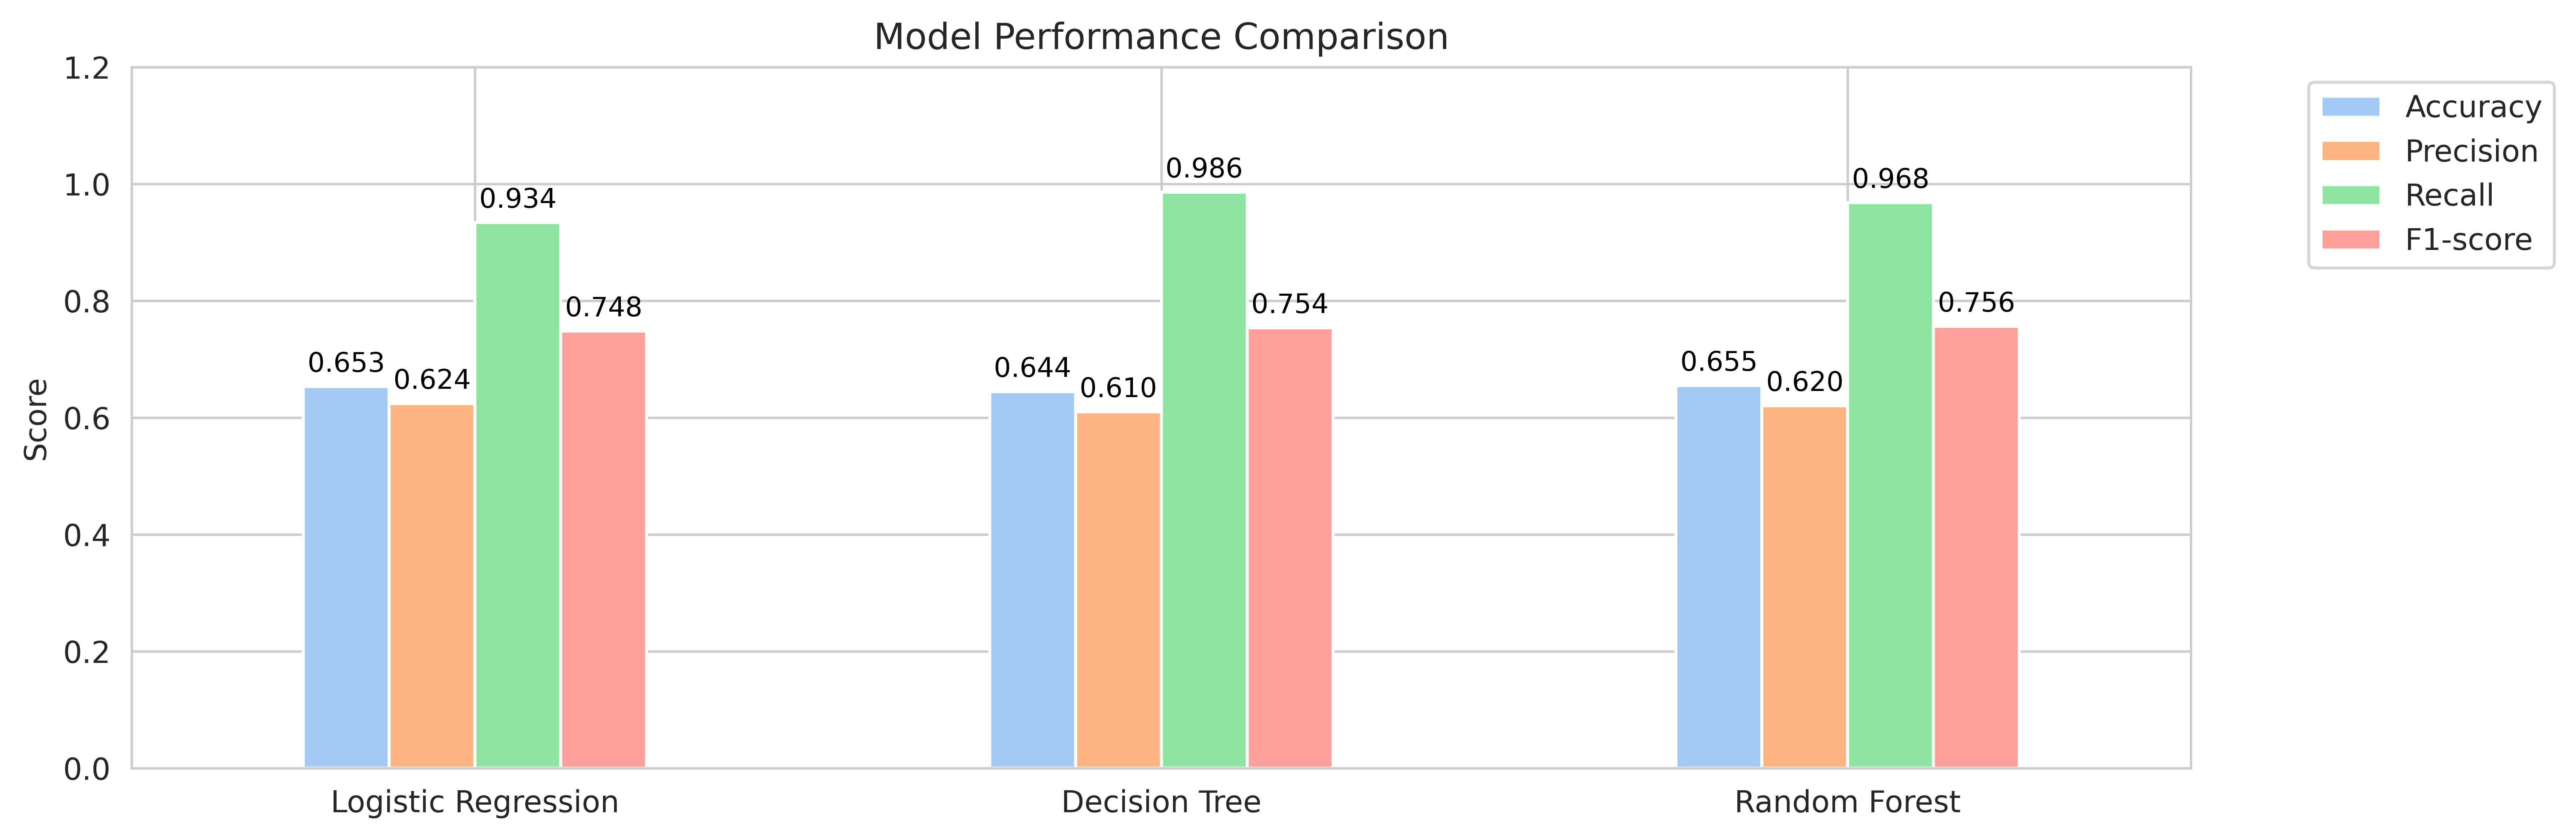 Model Performance Comparison
1.2
1.0
0.8
0.6
0.4
0.2
0.0
Score
0.653
0.624
0.934
0.748
0.644
0.610
0.986
0.754
0.655
0.620
0.968
0.756
Logistic Regression
Decision Tree
Random Forest
Accuracy
Precision
Recall
F1-score